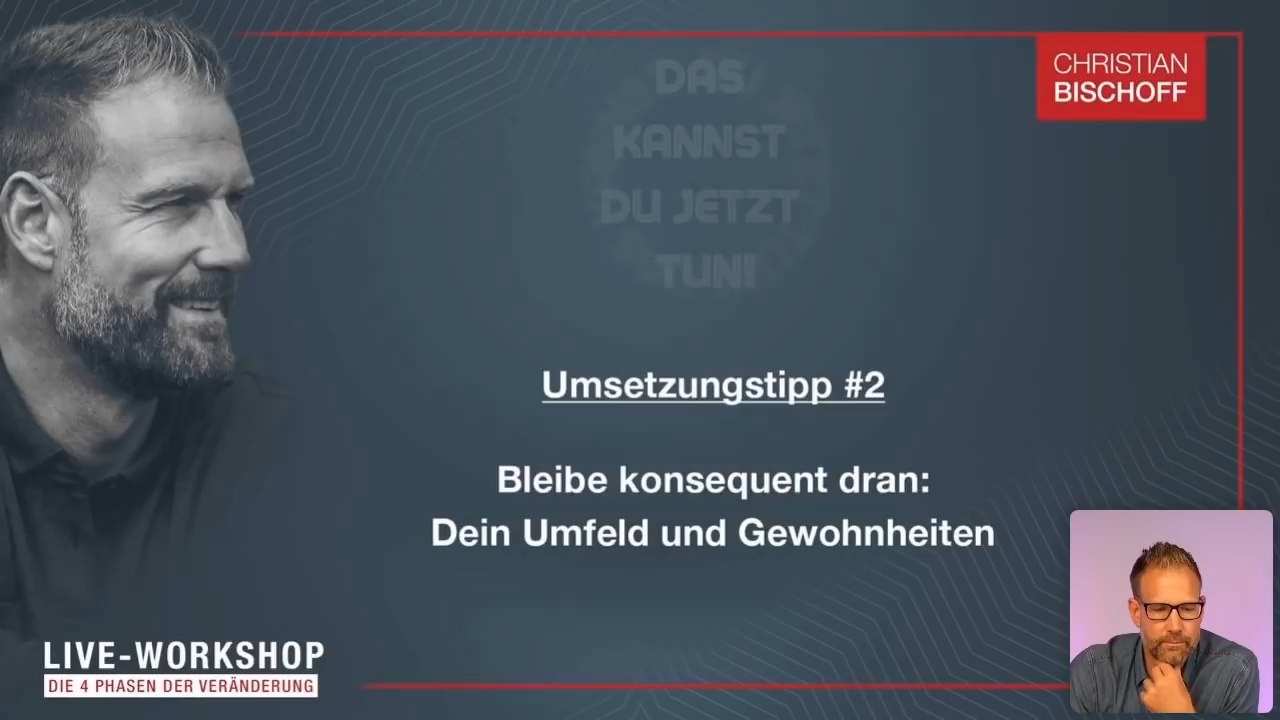 CHRISTIAN
BISCHOFF
DAS
KANNST
DU JETZT
TUN!
Umsetzungstipp #2
Bleibe konsequent dran:
Dein Umfeld und Gewohnheiten
LIVE-WORKSHOP
DIE 4 PHASEN DER VERÄNDERUNG